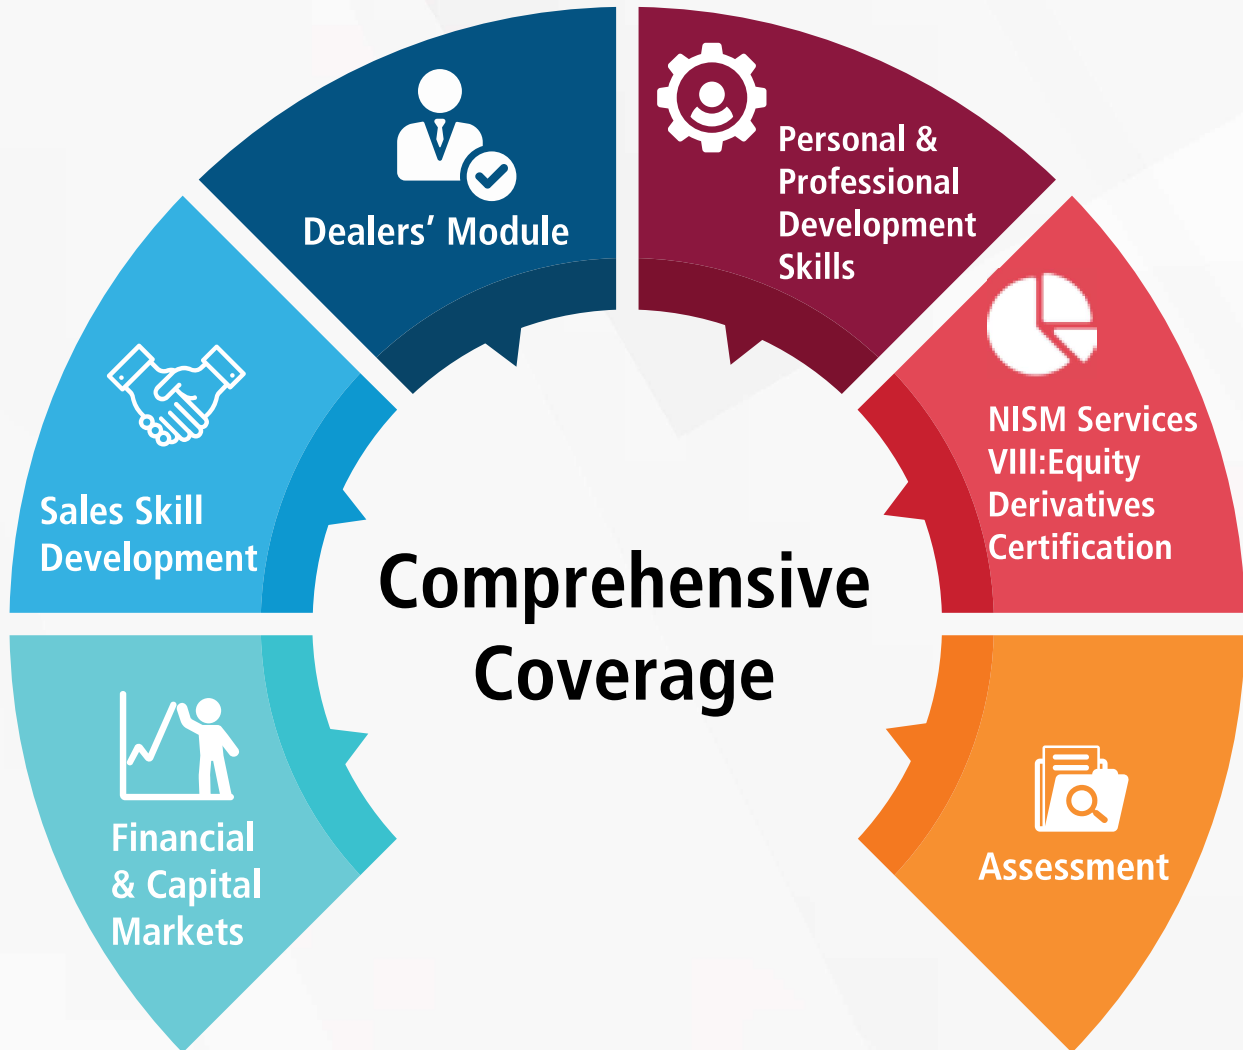 Dealers’ Module
Personal &
Professional
Development
Skills
Sales Skill
Development
NISM Services
VIII:Equity
Derivatives
Certification
Comprehensive
Coverage
Financial
& Capital
Markets
Assessment